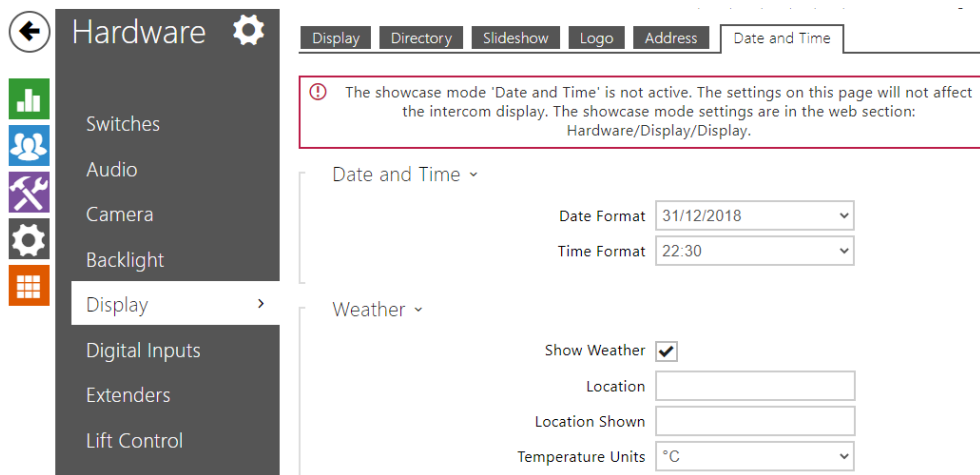 Hardware
Switches
Audio
Camera
Backlight
Display
Digital Inputs
Extenders
Lift Control
Display Directory Slideshow Logo Address Date and Time
The showcase mode 'Date and Time' is not active. The settings on this page will not affect
the intercom display. The showcase mode settings are in the web section:
Hardware/Display/Display.
Date and Time
Date Format 31/12/2018
Time Format 22:30
Weather
Show Weather
Location
Location Shown
Temperature Units °C